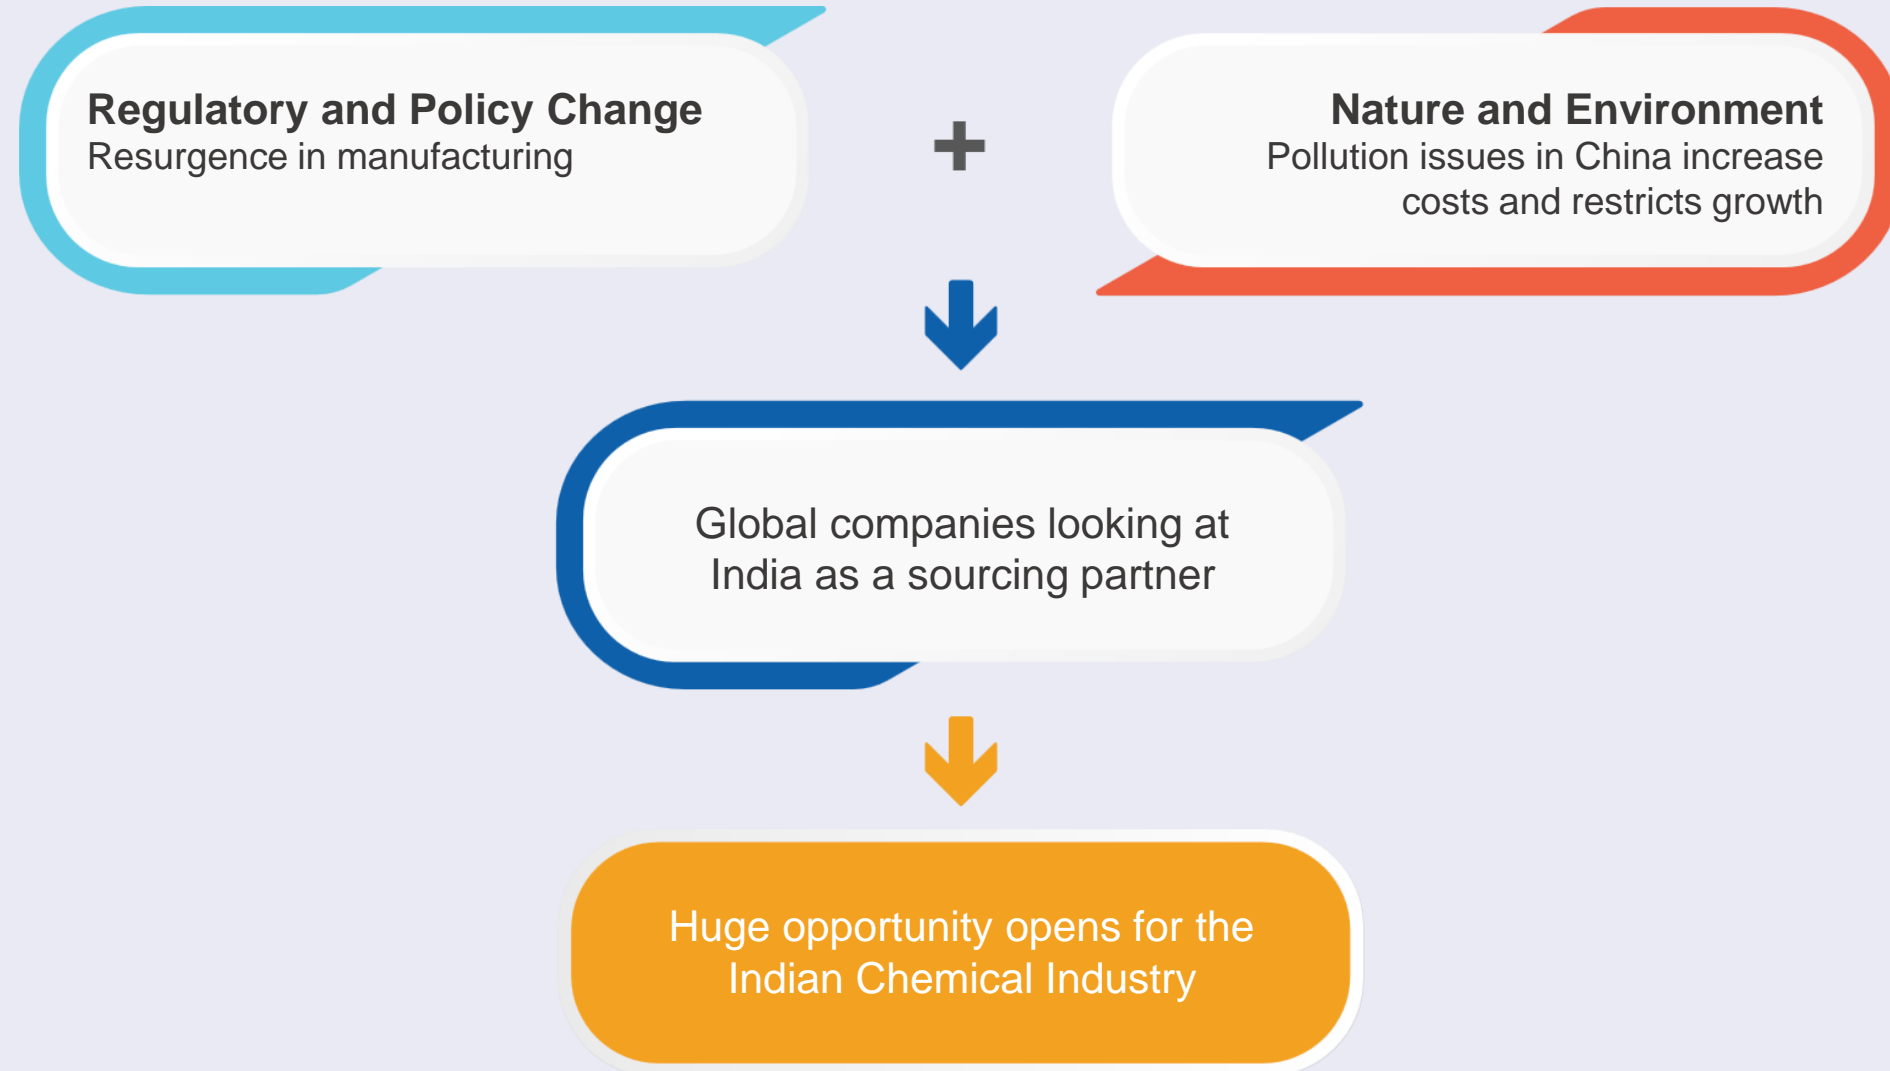 Regulatory and Policy Change
Resurgence in manufacturing
+
Nature and Environment
Pollution issues in China increase
costs and restricts growth
Global companies looking at
India as a sourcing partner
Huge opportunity opens for the
Indian Chemical Industry